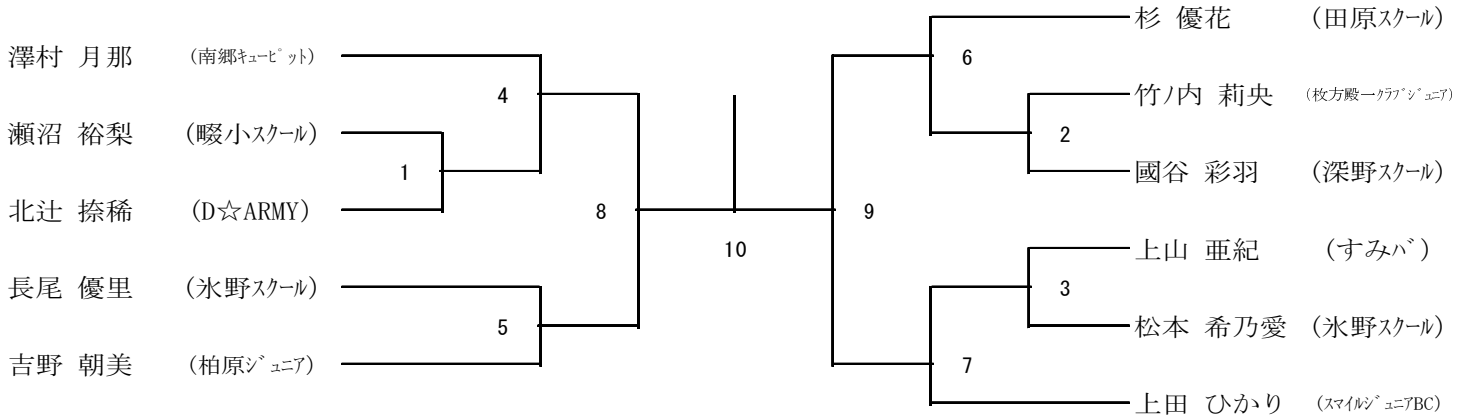 澤村 月那 (南郷キューピット)
瀬沼 裕梨 (畷小スクール)
北辻 捺稀 (D☆ARMY)
長尾 優里 (氷野スクール)
吉野 朝美 (柏原ジュニア)
4
1
5
8
10
9
6
2
3
7
杉 優花 (田原スクール)
竹ノ内 莉央 (枚方殿一クラブジュニア)
國谷 彩羽 (深野スクール)
上山 亜紀 (すみバ)
松本 希乃愛 (氷野スクール)
上田 ひかり (スマイルジュニアBC)